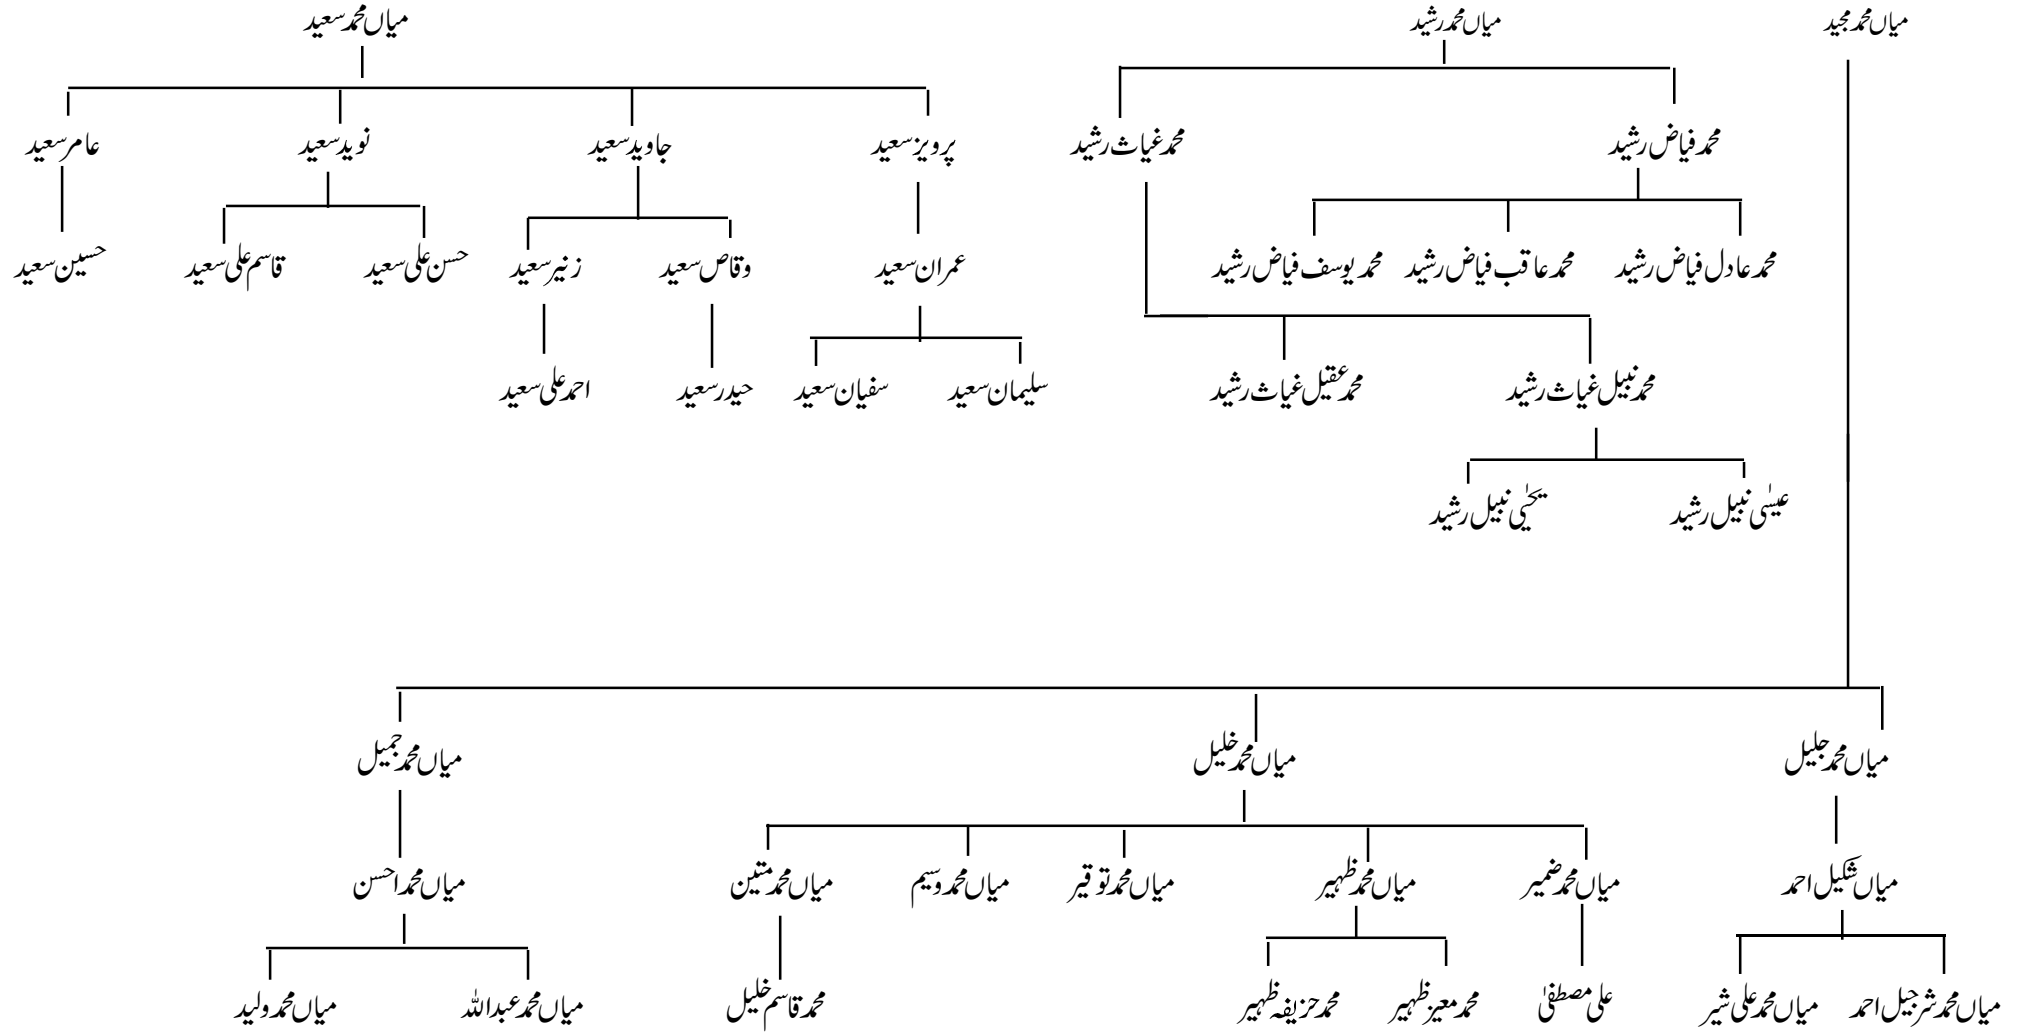 میاں محمد مجید میاں محمد رشید میاں محمد سعید
محمد فیاض رشید محمد غیاث رشید پرویز سعید جاوید سعید نوید سعید عامر سعید
محمد عادل فیاض رشید محمد عاقب فیاض رشید محمد یوسف فیاض رشید عمران سعید وقاص سعید زنیر سعید حسن علی سعید قاسم علی سعید حسین سعید
محمد نبیل غیاث رشید محمد عقیل غیاث رشید سلیمان سعید سفیان سعید حیدر سعید احمد علی سعید
عیسٰی نبیل رشید یحیٰی نبیل رشید
میاں محمد جلیل میاں محمد خلیل میاں محمد جمیل
میاں شکیل احمد میاں محمد ضمیر میاں محمد ظہیر میاں محمد توقیر میاں محمد وسیم میاں محمد متین میاں محمد احسن
میاں محمد شرجیل احمد میاں محمد علی شیر علی مصطفیٰ محمد معیز ظہیر محمد حزیفہ ظہیر محمد قاسم خلیل میاں محمد عبداللہ میاں محمد ولید